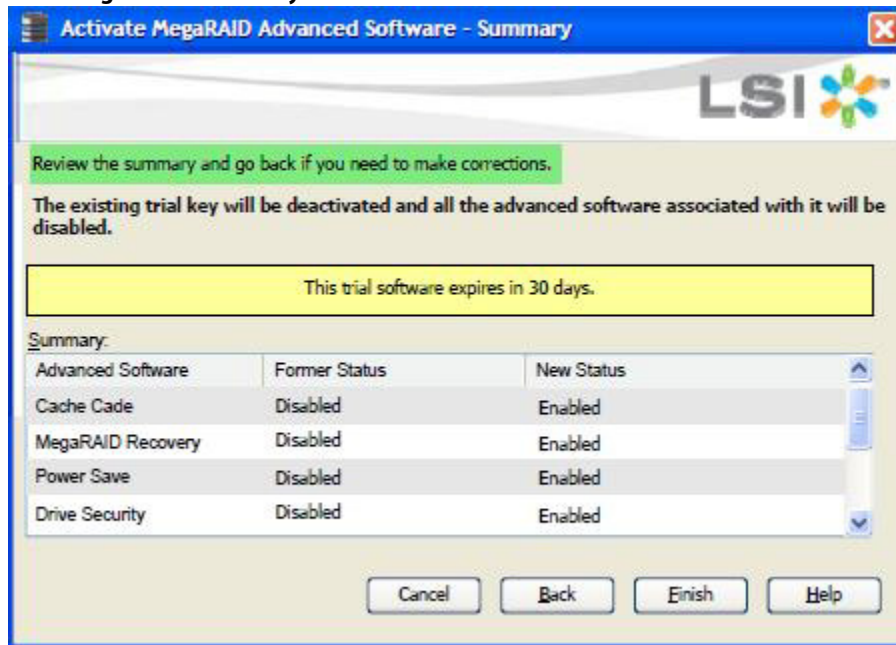 Activate MegaRAID Advanced Software - Summary
LSI
Review the summary and go back if you need to make corrections.
The existing trial key will be deactivated and all the advanced software associated with it will be
disabled.
This trial software expires in 30 days.
Summary:
Advanced Software Former Status New Status
Cache Cade Disabled Enabled
MegaRAID Recovery Disabled Enabled
Power Save Disabled Enabled
Drive Security Disabled Enabled
Cancel Back Finish Help